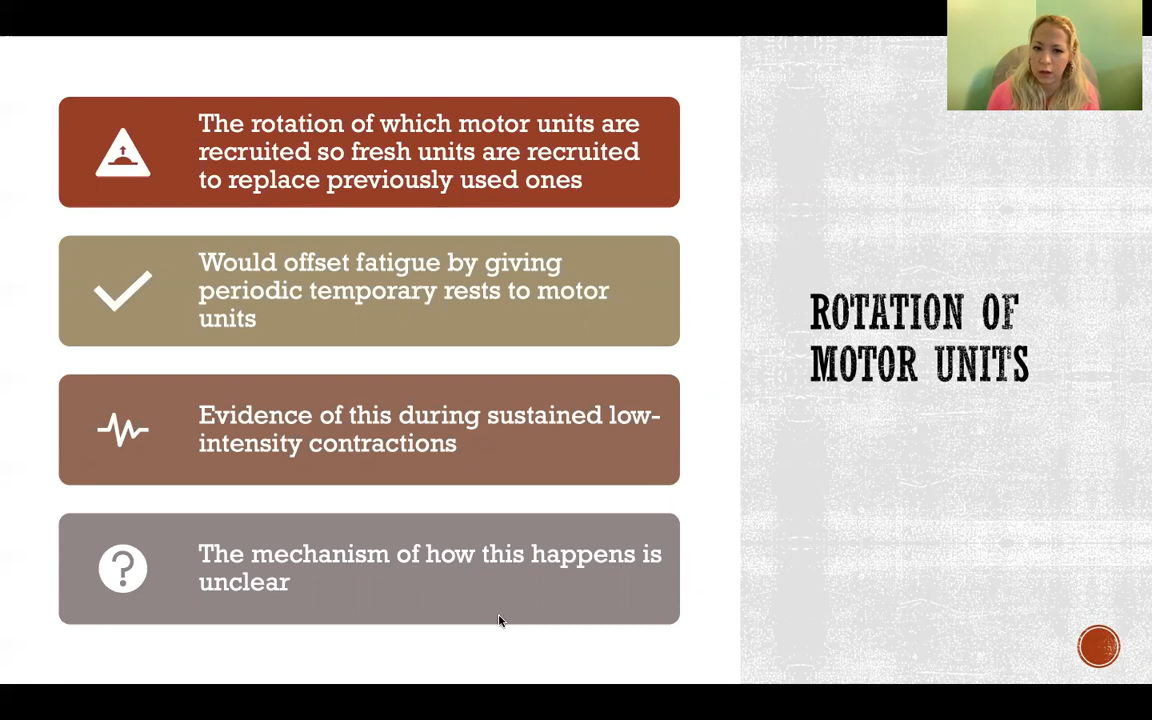 The rotation of which motor units are
recruited so fresh units are recruited
to replace previously used ones
Would offset fatigue by giving
periodic temporary rests to motor
units
Evidence of this during sustained low-
intensity contractions
The mechanism of how this happens is
unclear
ROTATION OF
MOTOR UNITS